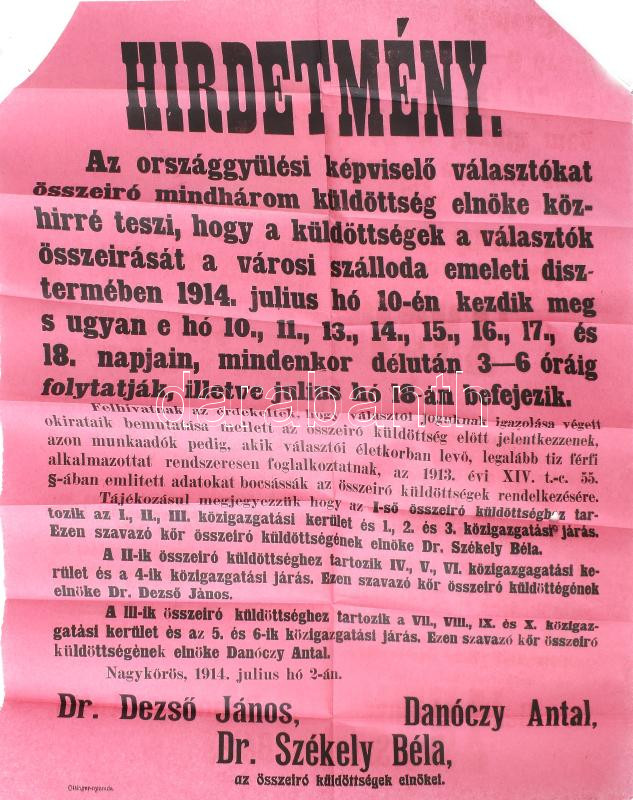 HIRDETMÉNY.
Az országgyülési képviselő választókat
összeiró mindhárom küldöttség elnöke köz-
hirré teszi, hogy a küldöttségek a választók
összeirását a városi szálloda emeleti disz-
termében 1914. julius hó 10-én kezdik meg
s ugyan e hó 10., 11., 13., 14., 15., 16., 17., és
18. napjain, mindenkor délután 3—6 óráig
folytatják, illetve julius hó 18-án befejezik.
Felhivatnak az érdekeltek, hogy választói joguknak igazolása végett
okirataik bemutatása mellett az összeiró küldöttség előtt jelentkezzenek,
azon munkaadók pedig, akik választói életkorban levő, legalább tiz férfi
alkalmazottat rendszeresen foglalkoztatnak, az 1913. évi XIV. t.-c. 55.
§-ában emlitett adatokat bocsássák az összeiró küldöttségek rendelkezésére.
Tájékozásul megjegyezzük hogy az I-ső összeiró küldöttséghez tar-
tozik az I., II., III. közigazgatási kerület és 1., 2. és 3. közigazgatási járás.
Ezen szavazó kör összeiró küldöttségének elnöke Dr. Székely Béla.
A II-ik összeiró küldöttséghez tartozik IV., V., VI. közigazgagatási ke-
rület és a 4-ik közigazgatási járás. Ezen szavazó kör összeiró küldöttégének
elnöke Dr. Dezső János.
A III-ik összeiró küldöttséghez tartozik a VII., VIII., IX. és X. közigaz-
gatási kerület és az 5. és 6-ik közigazgatási járás. Ezen szavazó kör összeiró
küldöttségének elnöke Danóczy Antal.
Nagykőrös, 1914. julius hó 2-án.
Dr. Dezső János, Danóczy Antal,
Dr. Székely Béla,
az összeiró küldöttségek elnökei.
darabanth